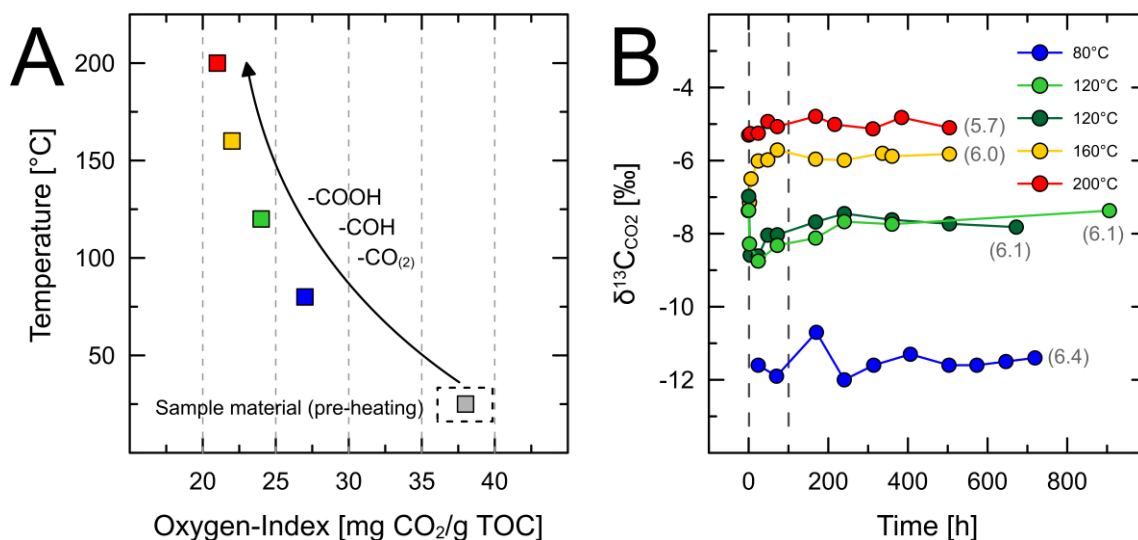 A
Temperature [°C]
200
150
100
50
-COOH
-COH
-CO(2)
Sample material (pre-heating)
20
25
30
35
40
Oxygen-Index [mg CO₂/g TOC]
B
δ¹³C_CO2 [‰]
-4
-6
-8
-10
-12
80°C
120°C
120°C
160°C
200°C
(5.7)
(6.0)
(6.1)
(6.1)
(6.4)
0
200
400
600
800
Time [h]